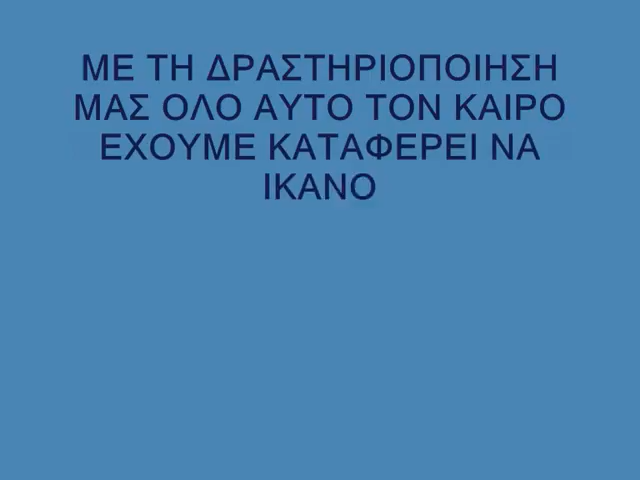 ΜΕ ΤΗ ΔΡΑΣΤΗΡΙΟΠΟΙΗΣΗ
ΜΑΣ ΟΛΟ ΑΥΤΟ ΤΟΝ ΚΑΙΡΟ
ΕΧΟΥΜΕ ΚΑΤΑΦΕΡΕΙ ΝΑ
ΙΚΑΝΟ